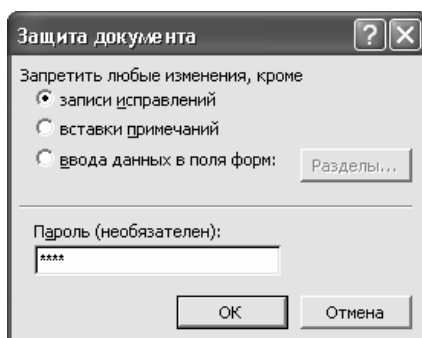 Защита документа
Запретить любые изменения, кроме
записи исправлений
вставки примечаний
ввода данных в поля форм:
Разделы...
Пароль (необязателен):
****
ОК
Отмена